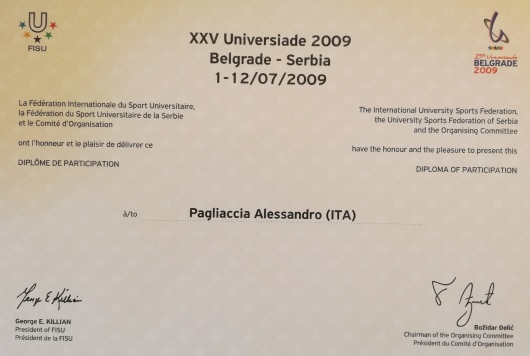 FISU
XXV Universiade 2009
Belgrade - Serbia
1-12/07/2009
BELGRADE
2009
La Fédération Internationale du Sport Universitaire,
la Fédération du Sport Universitaire de la Serbie
et le Comité d'Organisation
ont l'honneur et le plaisir de délivrer ce
DIPLÔME DE PARTICIPATION
The International University Sports Federation,
the University Sports Federation of Serbia
and the Organising Committee
have the honour and the pleasure to present this
DIPLOMA OF PARTICIPATION
à/to
Pagliaccia Alessandro (ITA)
George E. Killian
George E. KILLIAN
President of FISU
Président de la FISU
Božidar Đelić
Chairman of the Organising Committee
Président du Comité d'Organisation